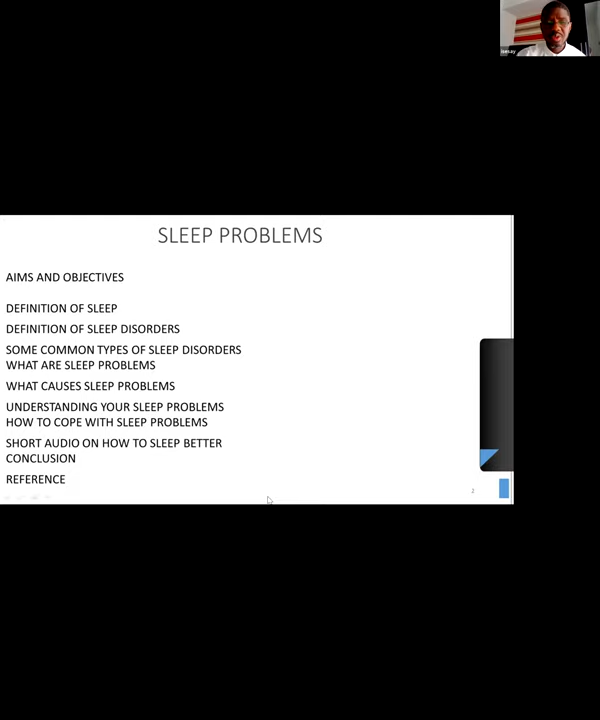 SLEEP PROBLEMS
AIMS AND OBJECTIVES
DEFINITION OF SLEEP
DEFINITION OF SLEEP DISORDERS
SOME COMMON TYPES OF SLEEP DISORDERS
WHAT ARE SLEEP PROBLEMS
WHAT CAUSES SLEEP PROBLEMS
UNDERSTANDING YOUR SLEEP PROBLEMS
HOW TO COPE WITH SLEEP PROBLEMS
SHORT AUDIO ON HOW TO SLEEP BETTER
CONCLUSION
REFERENCE
2